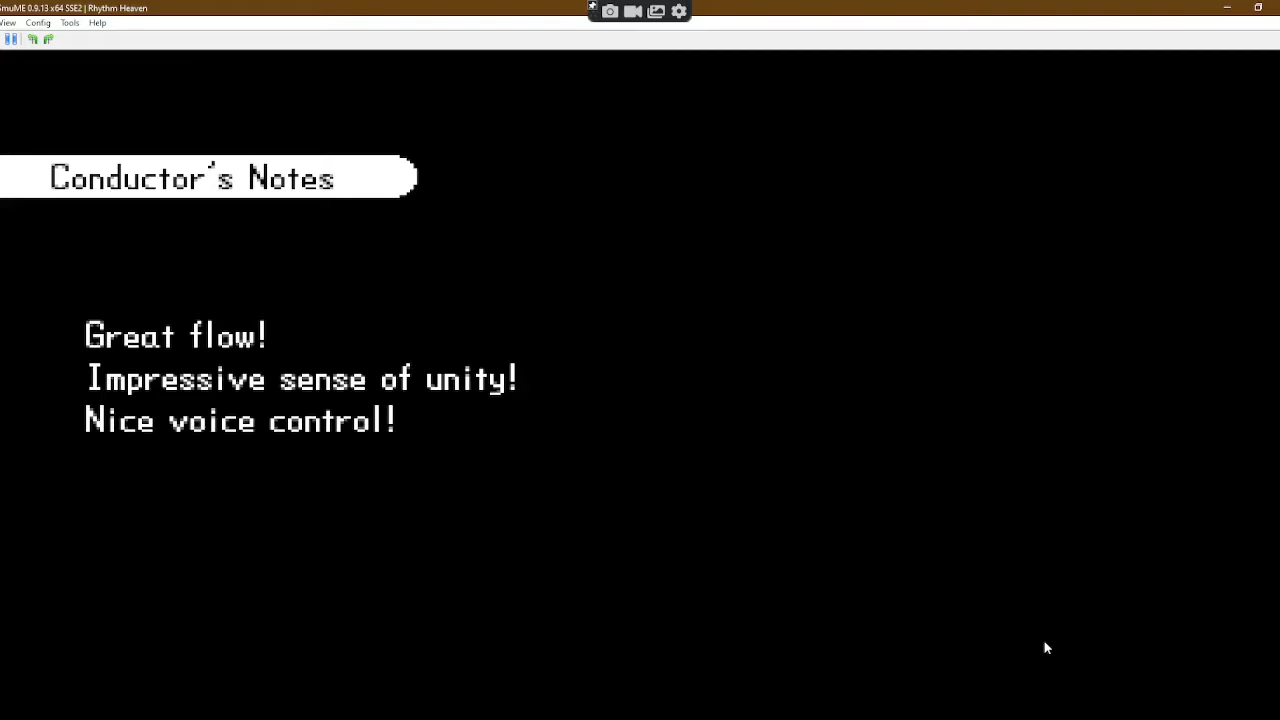 SmuME 0.9.13 x64 SSE2 | Rhythm Heaven
View Config Tools Help
Conductor's Notes
Great flow!
Impressive sense of unity!
Nice voice control!